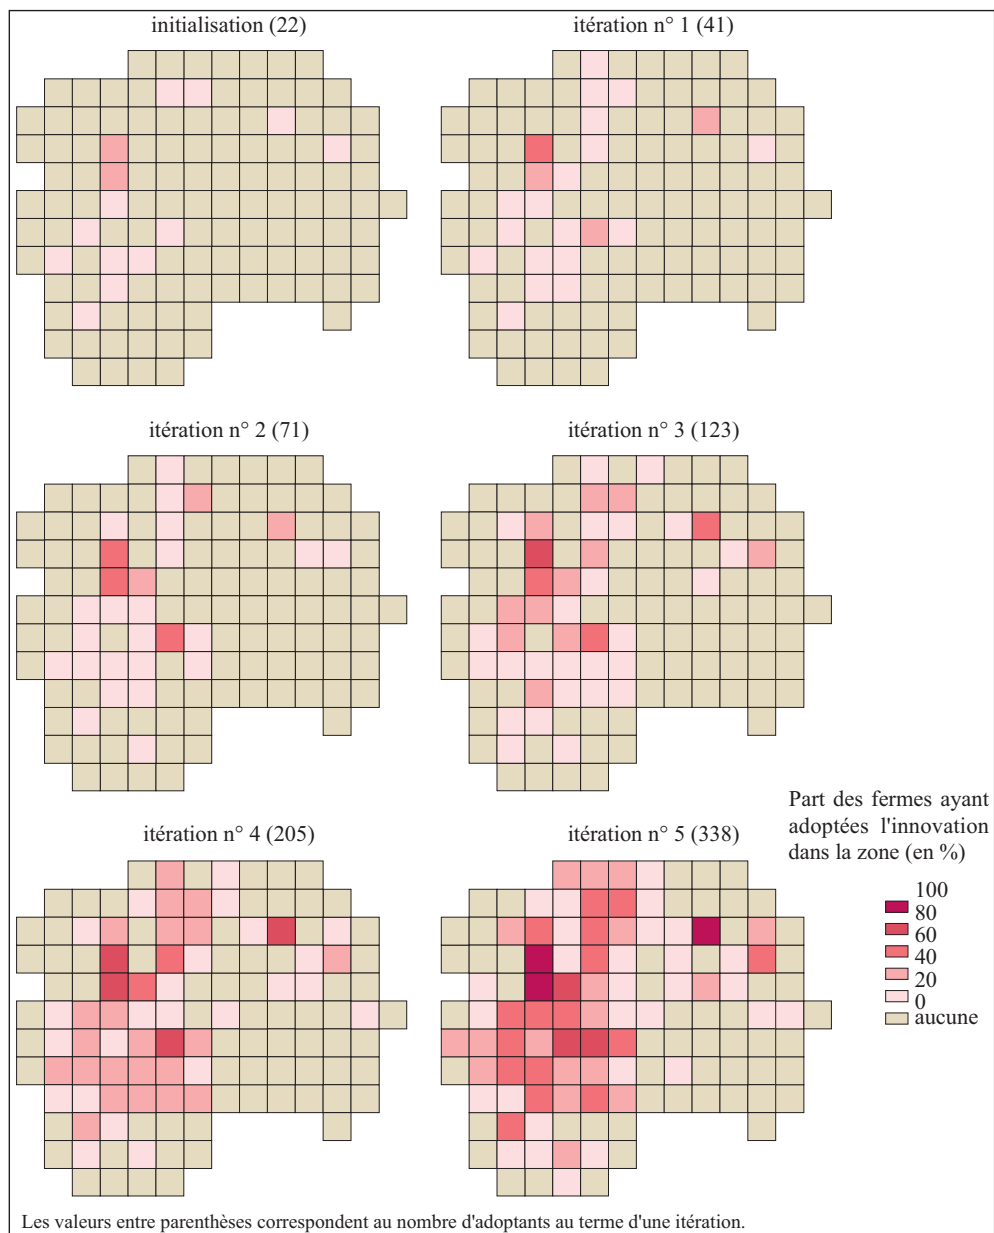 initialisation (22)
itération n° 1 (41)
itération n° 2 (71)
itération n° 3 (123)
itération n° 4 (205)
itération n° 5 (338)
Part des fermes ayant
adoptées l'innovation
dans la zone (en %)
100
80
60
40
20
0
aucune
Les valeurs entre parenthèses correspondent au nombre d'adoptants au terme d'une itération.